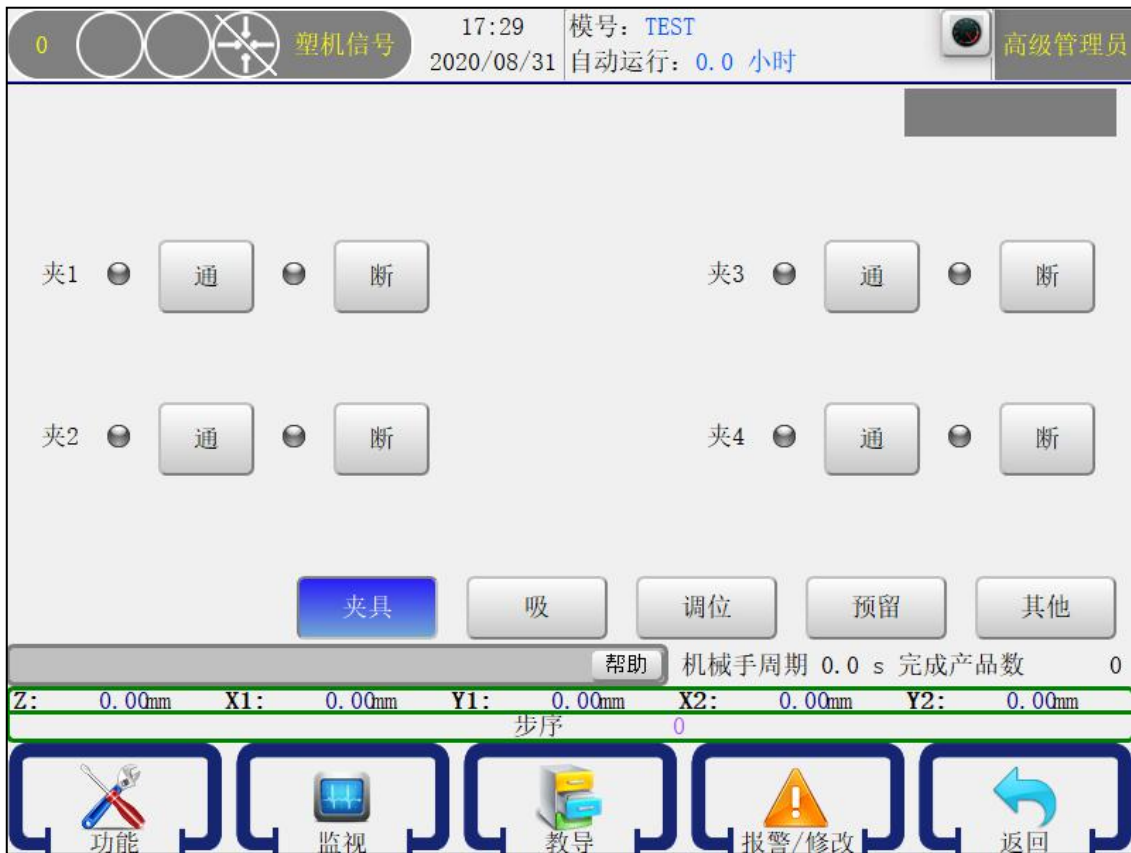 0 塑机信号 17:29 模号: TEST 高级管理员
2020/08/31 自动运行: 0.0 小时
夹1 通 断 夹3 通 断
夹2 通 断 夹4 通 断
夹具 吸 调位 预留 其他
帮助 机械手周期 0.0 s 完成产品数 0
Z: 0.00mm X1: 0.00mm Y1: 0.00mm X2: 0.00mm Y2: 0.00mm
步序 0
功能 监视 教导 报警/修改 返回